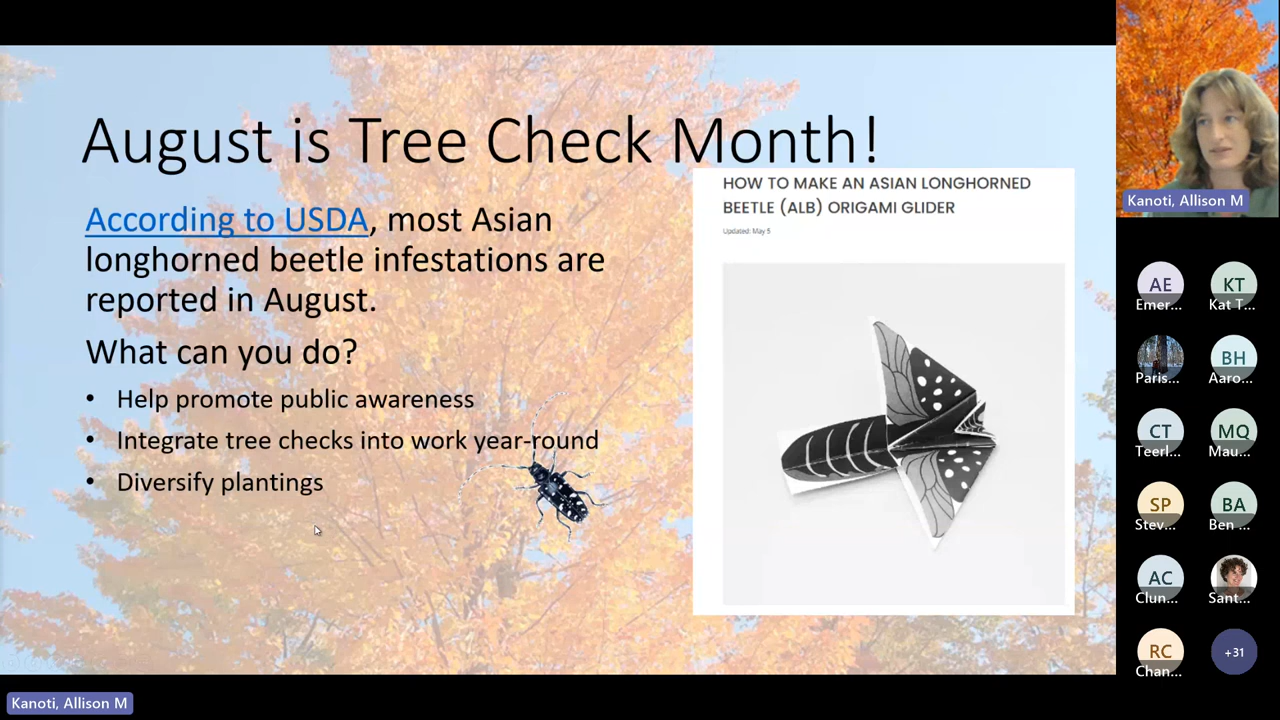 August is Tree Check Month!
According to USDA, most Asian
longhorned beetle infestations are
reported in August.
What can you do?
• Help promote public awareness
• Integrate tree checks into work year-round
• Diversify plantings
HOW TO MAKE AN ASIAN LONGHORNED
BEETLE (ALB) ORIGAMI GLIDER
Updated: May 5
Kanoti, Allison M
AE
Emer...
KT
Kat T...
Paris...
BH
Aaro...
CT
Teerl...
MQ
Mau...
SP
Stev...
BA
Ben ...
AC
Clun...
Sant...
RC
Chan...
+31
Kanoti, Allison M